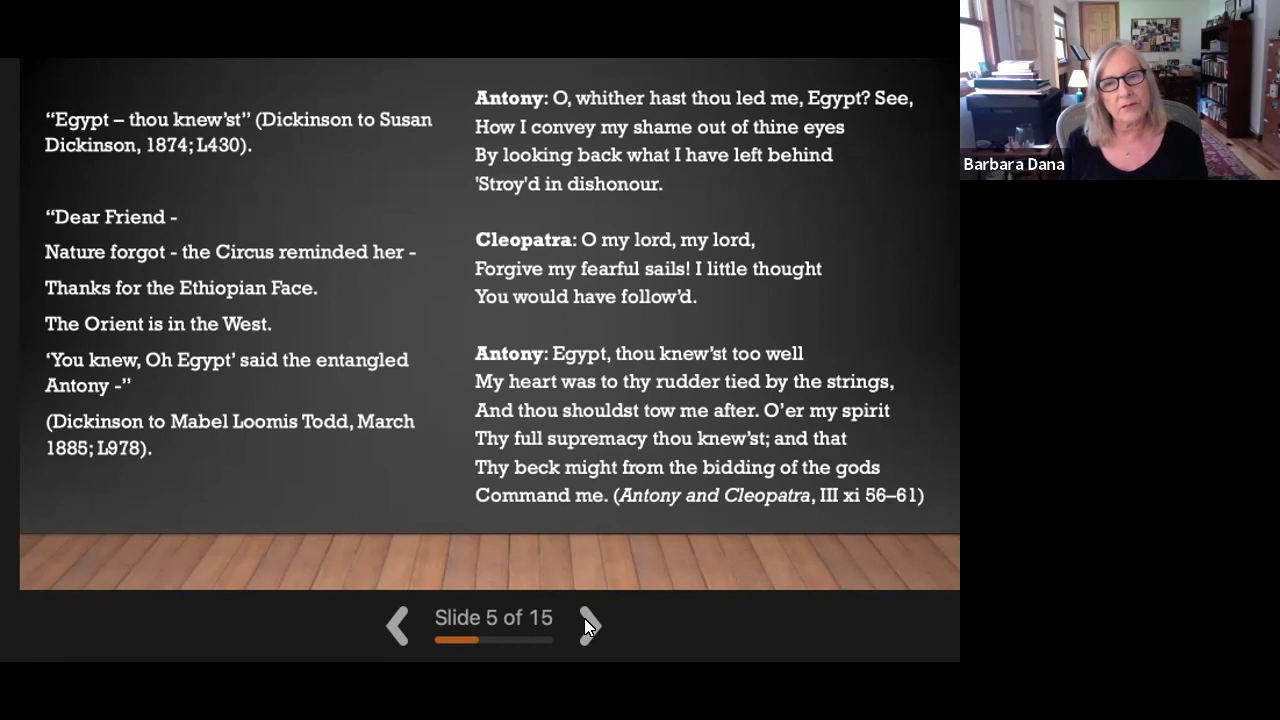 “Egypt – thou knew’st” (Dickinson to Susan
Dickinson, 1874; L430).
“Dear Friend -
Nature forgot - the Circus reminded her -
Thanks for the Ethiopian Face.
The Orient is in the West.
‘You knew, Oh Egypt’ said the entangled
Antony -”
(Dickinson to Mabel Loomis Todd, March
1885; L978).
Antony: O, whither hast thou led me, Egypt? See,
How I convey my shame out of thine eyes
By looking back what I have left behind
'Stroy'd in dishonour.
Cleopatra: O my lord, my lord,
Forgive my fearful sails! I little thought
You would have follow’d.
Antony: Egypt, thou knew’st too well
My heart was to thy rudder tied by the strings,
And thou shouldst tow me after. O’er my spirit
Thy full supremacy thou knew’st; and that
Thy beck might from the bidding of the gods
Command me. (Antony and Cleopatra, III xi 56–61)
Slide 5 of 15
Barbara Dana